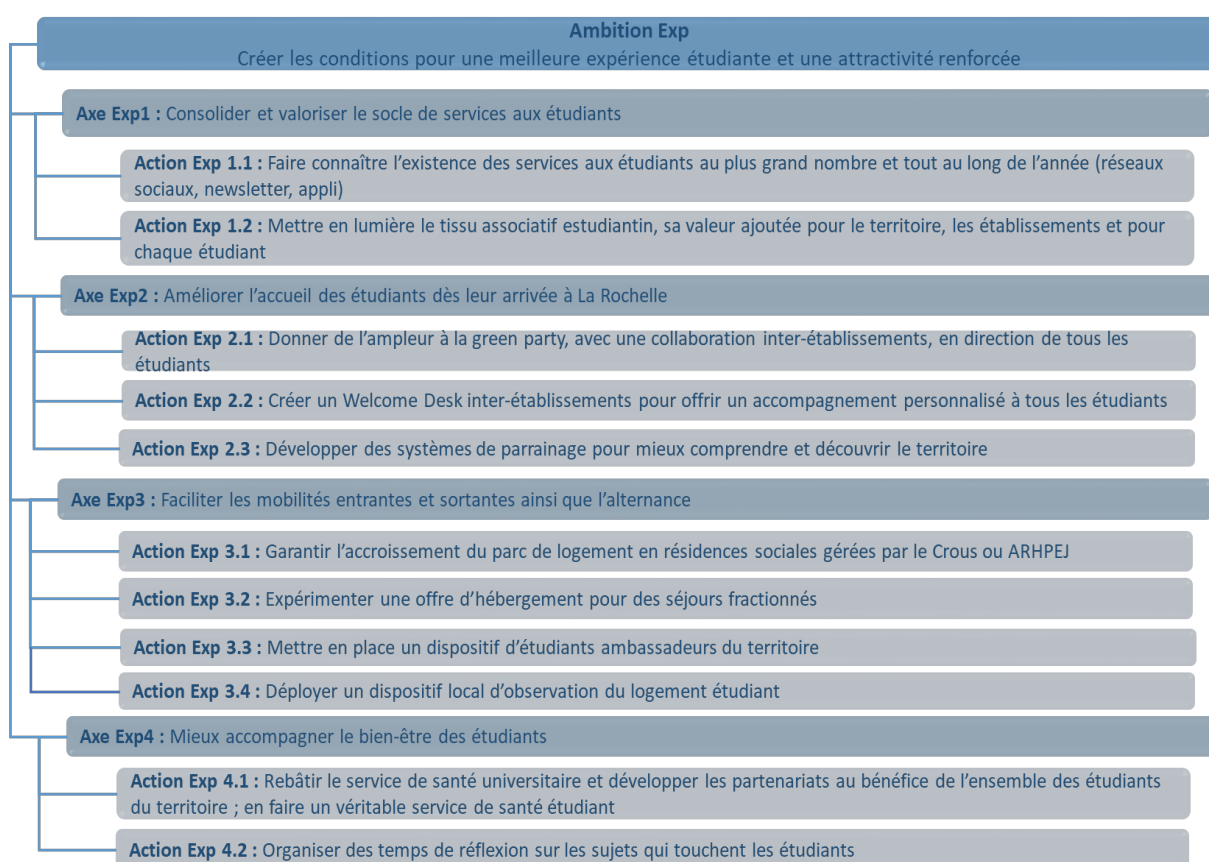 Ambition Exp
Créer les conditions pour une meilleure expérience étudiante et une attractivité renforcée
Axe Exp1 : Consolider et valoriser le socle de services aux étudiants
Action Exp 1.1 : Faire connaître l’existence des services aux étudiants au plus grand nombre et tout au long de l’année (réseaux
sociaux, newsletter, appli)
Action Exp 1.2 : Mettre en lumière le tissu associatif estudiantin, sa valeur ajoutée pour le territoire, les établissements et pour
chaque étudiant
Axe Exp2 : Améliorer l’accueil des étudiants dès leur arrivée à La Rochelle
Action Exp 2.1 : Donner de l’ampleur à la green party, avec une collaboration inter-établissements, en direction de tous les
étudiants
Action Exp 2.2 : Créer un Welcome Desk inter-établissements pour offrir un accompagnement personnalisé à tous les étudiants
Action Exp 2.3 : Développer des systèmes de parrainage pour mieux comprendre et découvrir le territoire
Axe Exp3 : Faciliter les mobilités entrantes et sortantes ainsi que l’alternance
Action Exp 3.1 : Garantir l’accroissement du parc de logement en résidences sociales gérées par le Crous ou ARHPEJ
Action Exp 3.2 : Expérimenter une offre d’hébergement pour des séjours fractionnés
Action Exp 3.3 : Mettre en place un dispositif d’étudiants ambassadeurs du territoire
Action Exp 3.4 : Déployer un dispositif local d’observation du logement étudiant
Axe Exp4 : Mieux accompagner le bien-être des étudiants
Action Exp 4.1 : Rebâtir le service de santé universitaire et développer les partenariats au bénéfice de l’ensemble des étudiants
du territoire ; en faire un véritable service de santé étudiant
Action Exp 4.2 : Organiser des temps de réflexion sur les sujets qui touchent les étudiants